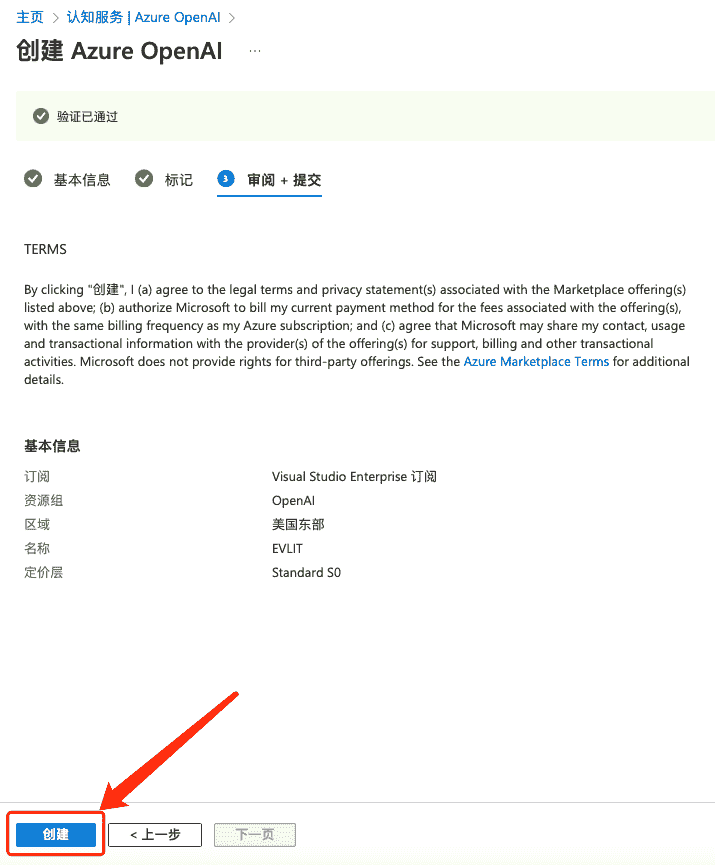 主页 > 认知服务 | Azure OpenAI >
创建 Azure OpenAI ...
验证已通过
基本信息 标记 3 审阅 + 提交
TERMS
By clicking "创建", I (a) agree to the legal terms and privacy statement(s) associated with the Marketplace offering(s)
listed above; (b) authorize Microsoft to bill my current payment method for the fees associated with the offering(s),
with the same billing frequency as my Azure subscription; and (c) agree that Microsoft may share my contact, usage
and transactional information with the provider(s) of the offering(s) for support, billing and other transactional
activities. Microsoft does not provide rights for third-party offerings. See the Azure Marketplace Terms for additional
details.
基本信息
订阅 Visual Studio Enterprise 订阅
资源组 OpenAI
区域 美国东部
名称 EVLIT
定价层 Standard S0
创建 < 上一步 下一页